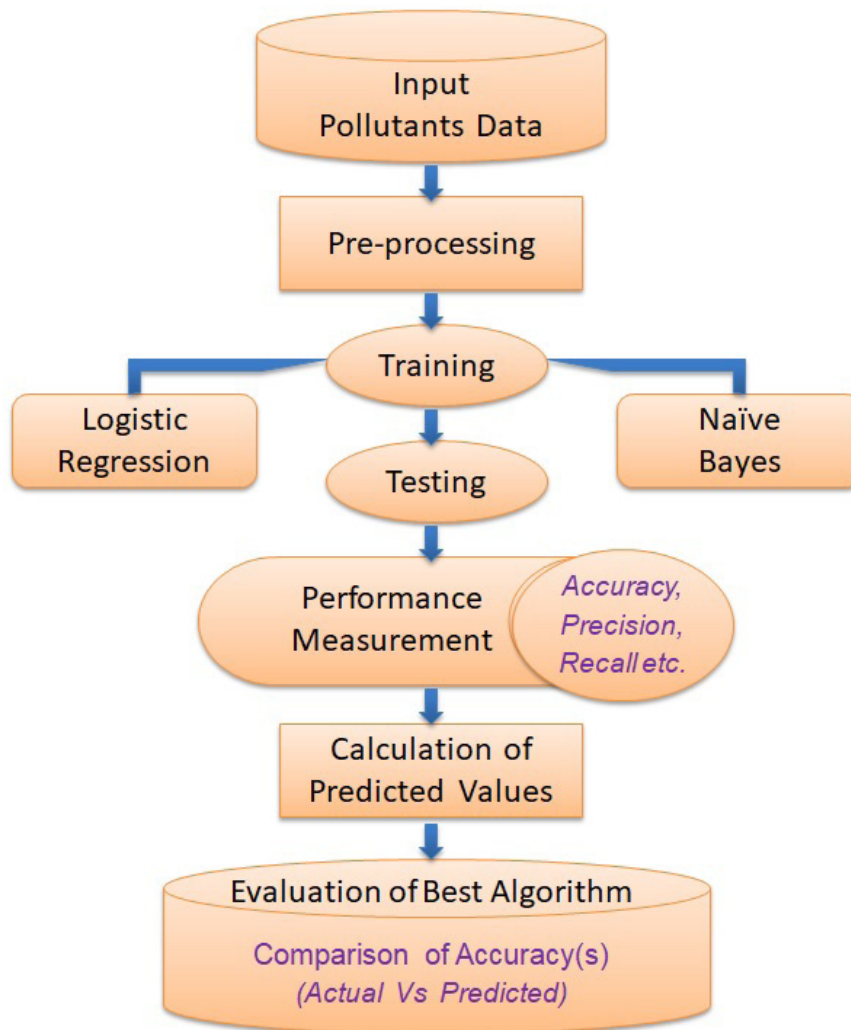 Input
Pollutants Data
Pre-processing
Training
Logistic
Regression
Naïve
Bayes
Testing
Performance
Measurement
Accuracy,
Precision,
Recall etc.
Calculation of
Predicted Values
Evaluation of Best Algorithm
Comparison of Accuracy(s)
(Actual Vs Predicted)